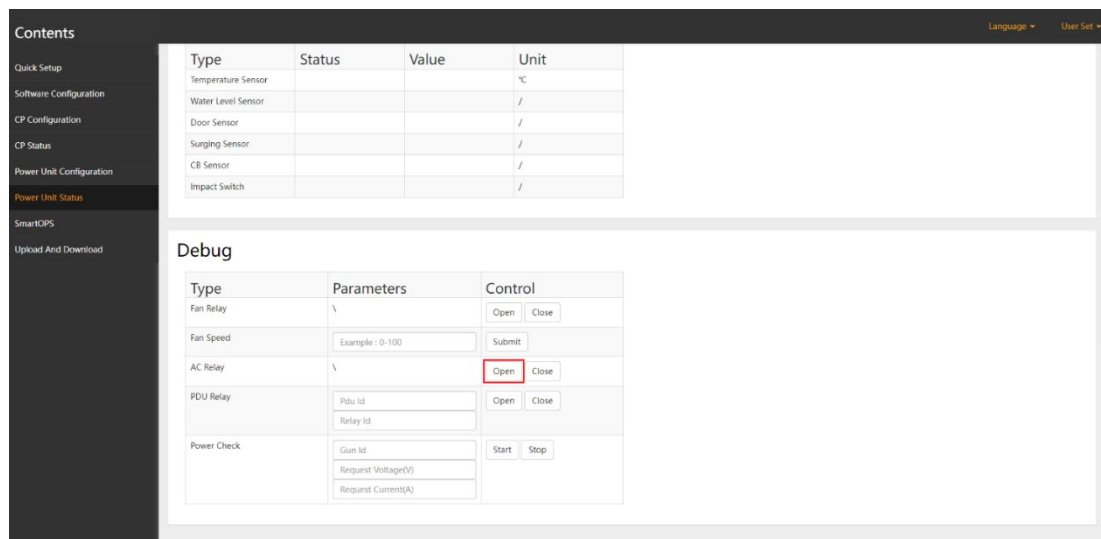 Contents
Language
User Set
Quick Setup
Software Configuration
CP Configuration
CP Status
Power Unit Configuration
Power Unit Status
SmartOPS
Upload And Download
Type Status Value Unit
Temperature Sensor ℃
Water Level Sensor /
Door Sensor /
Surging Sensor /
CB Sensor /
Impact Switch /
Debug
Type Parameters Control
Fan Relay \ Open Close
Fan Speed Example : 0-100 Submit
AC Relay \ Open Close
PDU Relay Pdu Id Open Close
Relay Id
Power Check Gun Id Start Stop
Request Voltage(V)
Request Current(A)